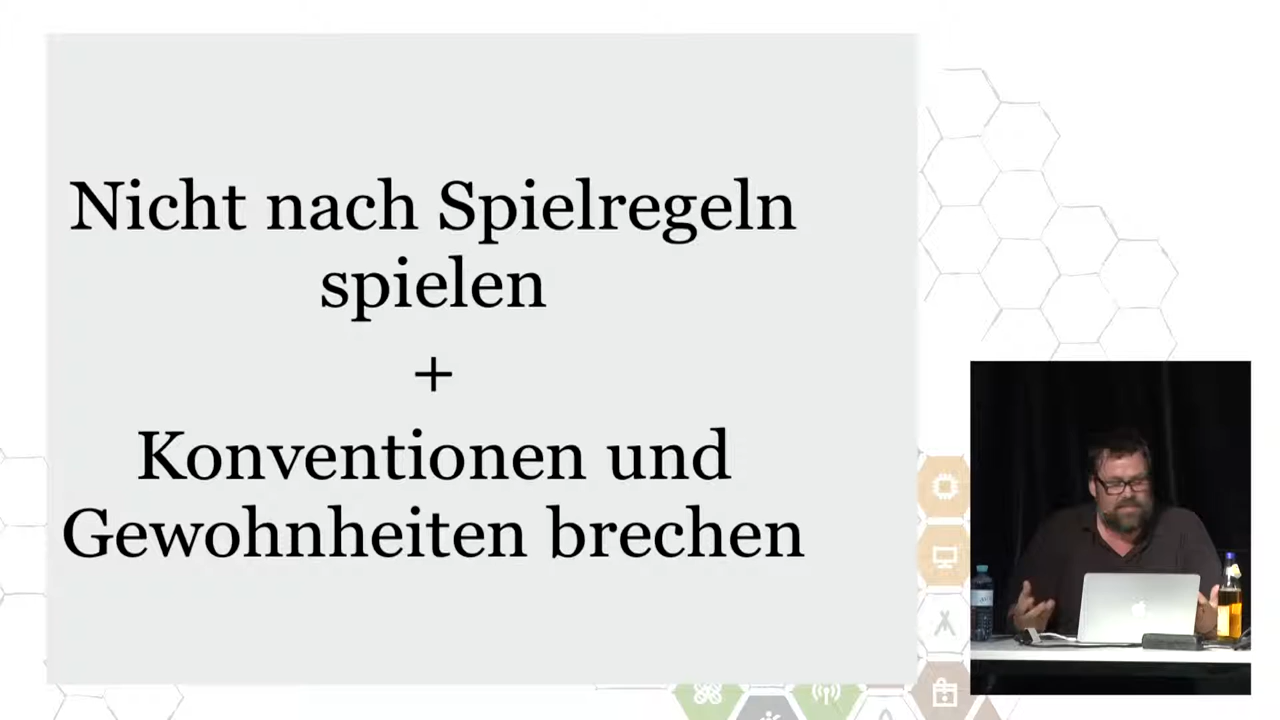 Nicht nach Spielregeln
spielen
+
Konventionen und
Gewohnheiten brechen